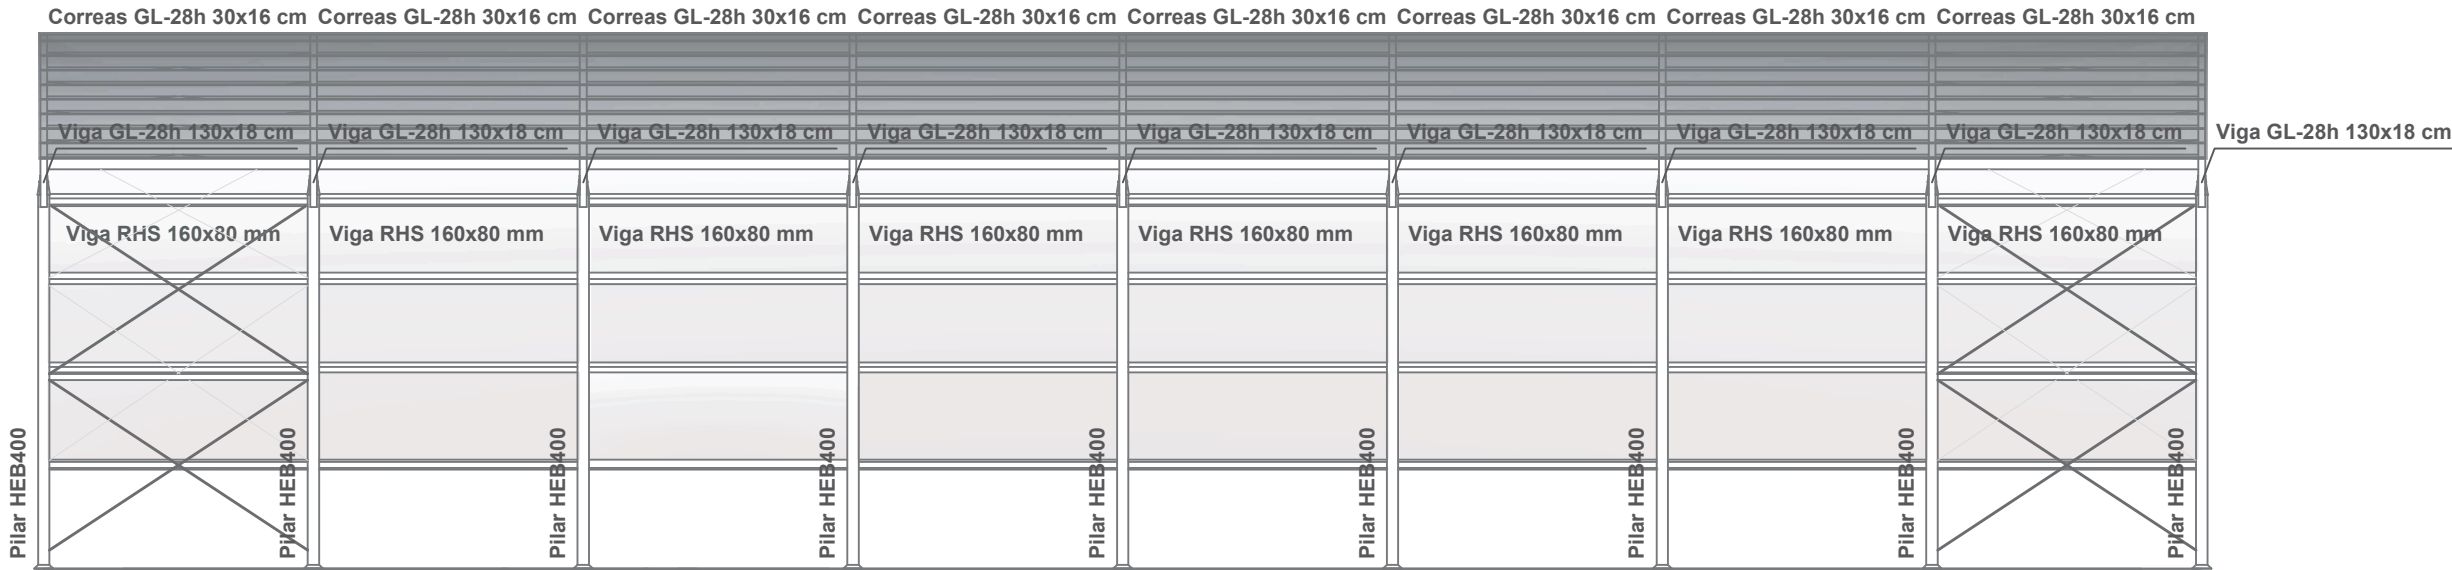 Correas GL-28h 30x16 cm
Correas GL-28h 30x16 cm
Correas GL-28h 30x16 cm
Correas GL-28h 30x16 cm
Correas GL-28h 30x16 cm
Correas GL-28h 30x16 cm
Correas GL-28h 30x16 cm
Correas GL-28h 30x16 cm
Viga GL-28h 130x18 cm
Viga GL-28h 130x18 cm
Viga GL-28h 130x18 cm
Viga GL-28h 130x18 cm
Viga GL-28h 130x18 cm
Viga GL-28h 130x18 cm
Viga GL-28h 130x18 cm
Viga GL-28h 130x18 cm
Viga GL-28h 130x18 cm
Viga RHS 160x80 mm
Viga RHS 160x80 mm
Viga RHS 160x80 mm
Viga RHS 160x80 mm
Viga RHS 160x80 mm
Viga RHS 160x80 mm
Viga RHS 160x80 mm
Viga RHS 160x80 mm
Pilar HEB400
Pilar HEB400
Pilar HEB400
Pilar HEB400
Pilar HEB400
Pilar HEB400
Pilar HEB400
Pilar HEB400
Pilar HEB400